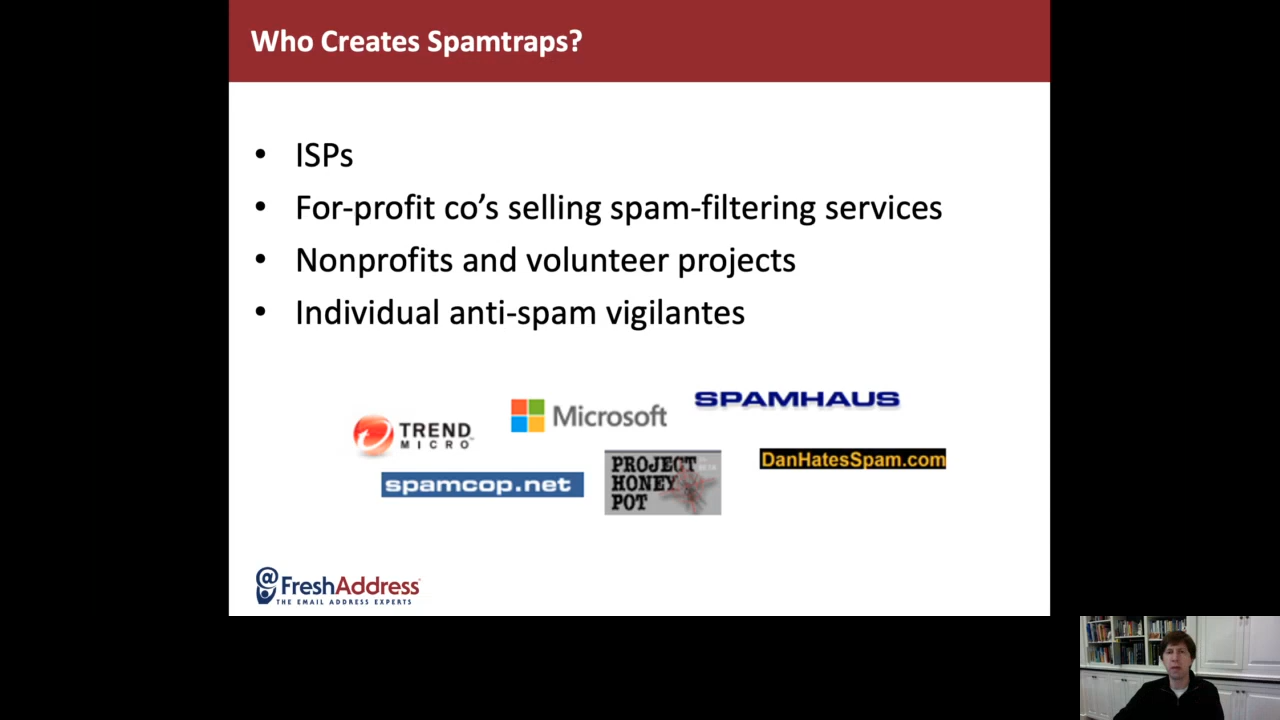 Who Creates Spamtraps?
• ISPs
• For-profit co’s selling spam-filtering services
• Nonprofits and volunteer projects
• Individual anti-spam vigilantes
SPAMHAUS
Microsoft
TREND
MICRO
DanHatesSpam.com
spamcop.net
PROJECT
HONEY
POT
@
FreshAddress
THE EMAIL ADDRESS EXPERTS